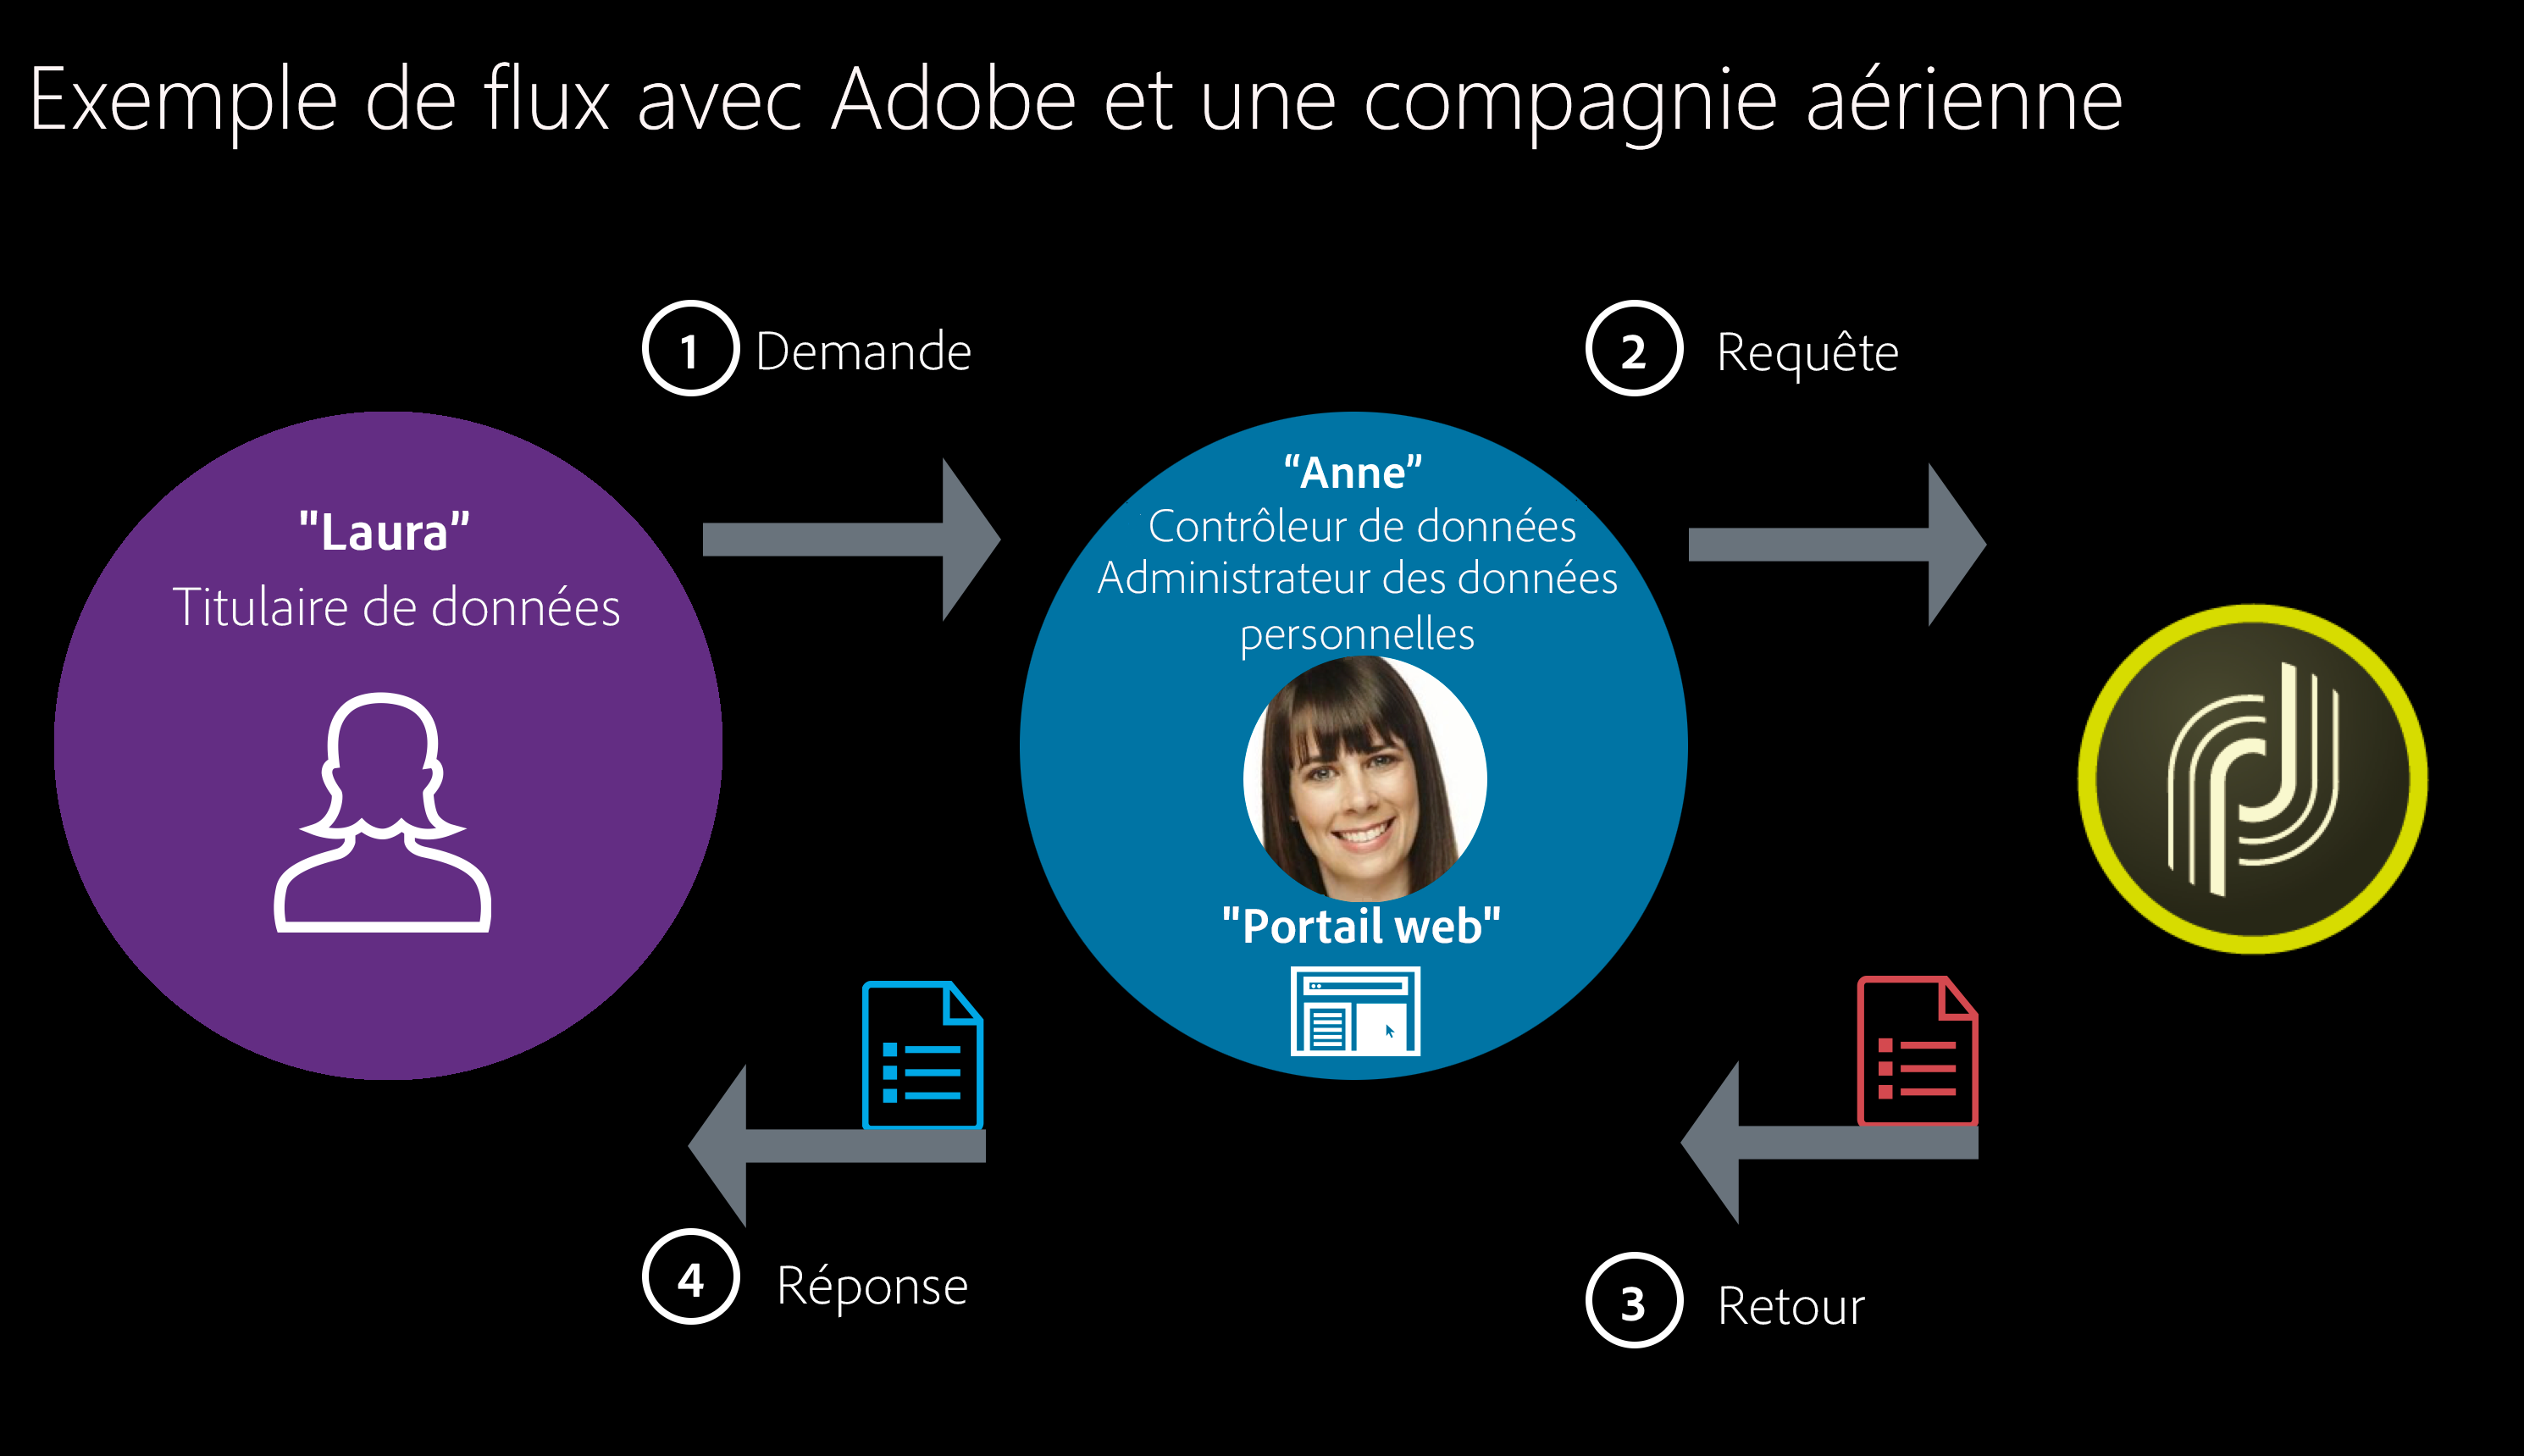 Exemple de flux avec Adobe et une compagnie aérienne
1 Demande
2 Requête
"Laura”
Titulaire de données
“Anne”
Contrôleur de données
Administrateur des données
personnelles
"Portail web"
4 Réponse
3 Retour